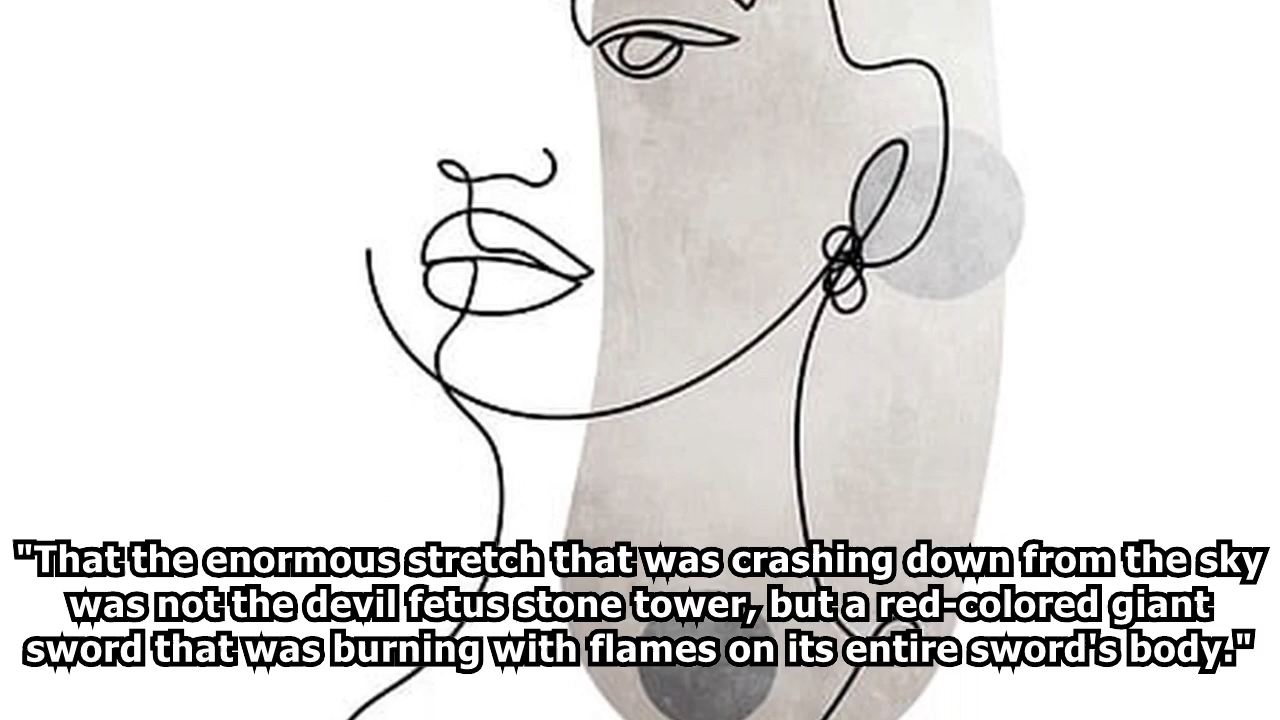 "That the enormous stretch that was crashing down from the sky
was not the devil fetus stone tower, but a red-colored giant
sword that was burning with flames on its entire sword's body."